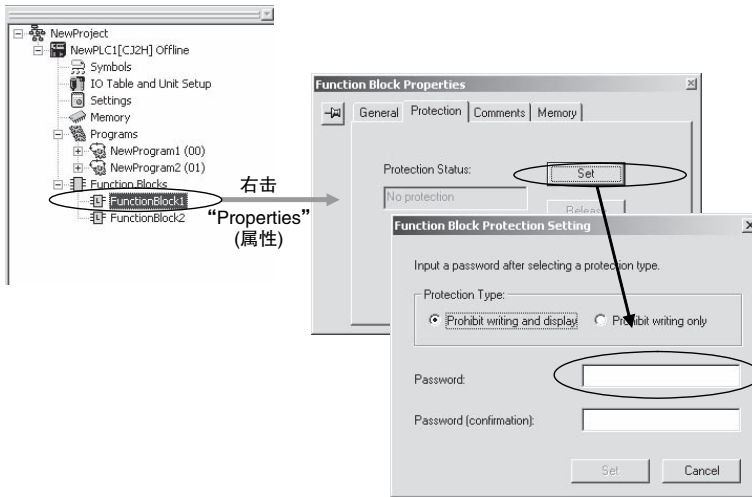 NewProject
NewPLC1[CJ2H] Offline
Symbols
IO Table and Unit Setup
Settings
Memory
Programs
NewProgram1 (00)
NewProgram2 (01)
Function Blocks
FunctionBlock1
FunctionBlock2
右击
“Properties”
(属性)
Function Block Properties
General Protection Comments Memory
Protection Status:
Set
No protection
Release
Function Block Protection Setting
Input a password after selecting a protection type.
Protection Type:
Prohibit writing and display Prohibit writing only
Password:
Password (confirmation):
Set Cancel